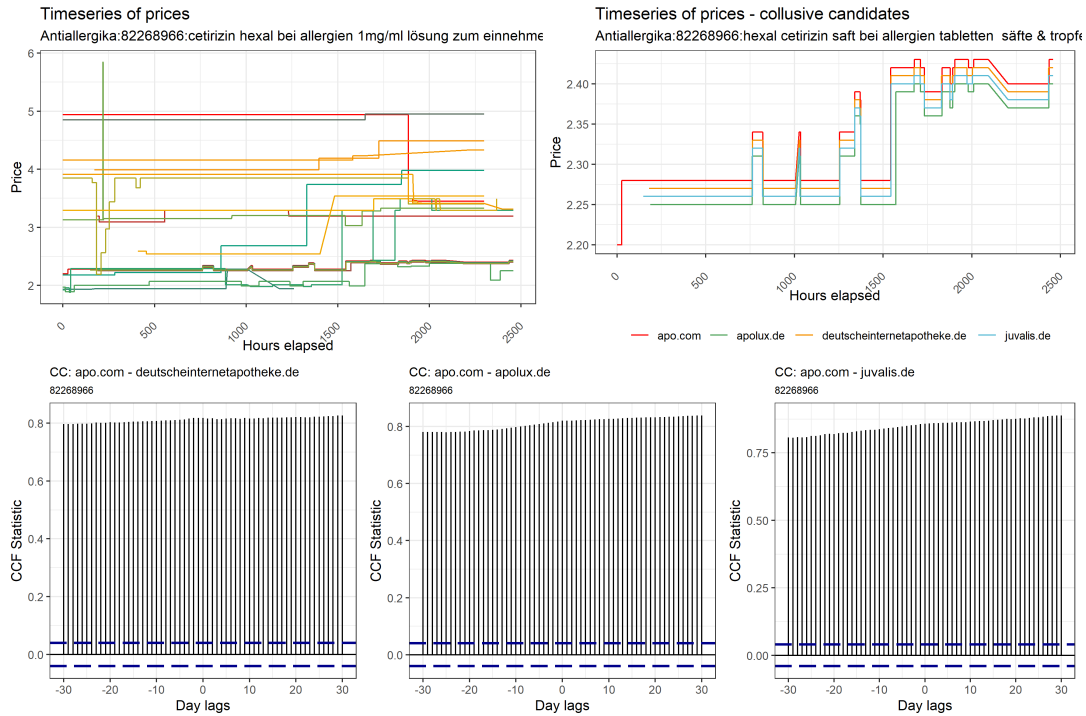 Timeseries of prices
Antiallergika:82268966:cetirizin hexal bei allergien 1mg/ml lösung zum einnehme
Price
6
5
4
3
2
0
500
1000
1500
2000
2500
Hours elapsed
Timeseries of prices - collusive candidates
Antiallergika:82268966:hexal cetirizin saft bei allergien tabletten säfte & tropfe
Price
2.40
2.35
2.30
2.25
2.20
0
500
1000
1500
2000
2500
Hours elapsed
apo.com
apolux.de
deutscheinternetapotheke.de
juvalis.de
CC: apo.com - deutscheinternetapotheke.de
82268966
CCF Statistic
0.8
0.6
0.4
0.2
0.0
-30 -20 -10 0 10 20 30
Day lags
CC: apo.com - apolux.de
82268966
CCF Statistic
0.8
0.6
0.4
0.2
0.0
-30 -20 -10 0 10 20 30
Day lags
CC: apo.com - juvalis.de
82268966
CCF Statistic
0.75
0.50
0.25
0.00
-30 -20 -10 0 10 20 30
Day lags